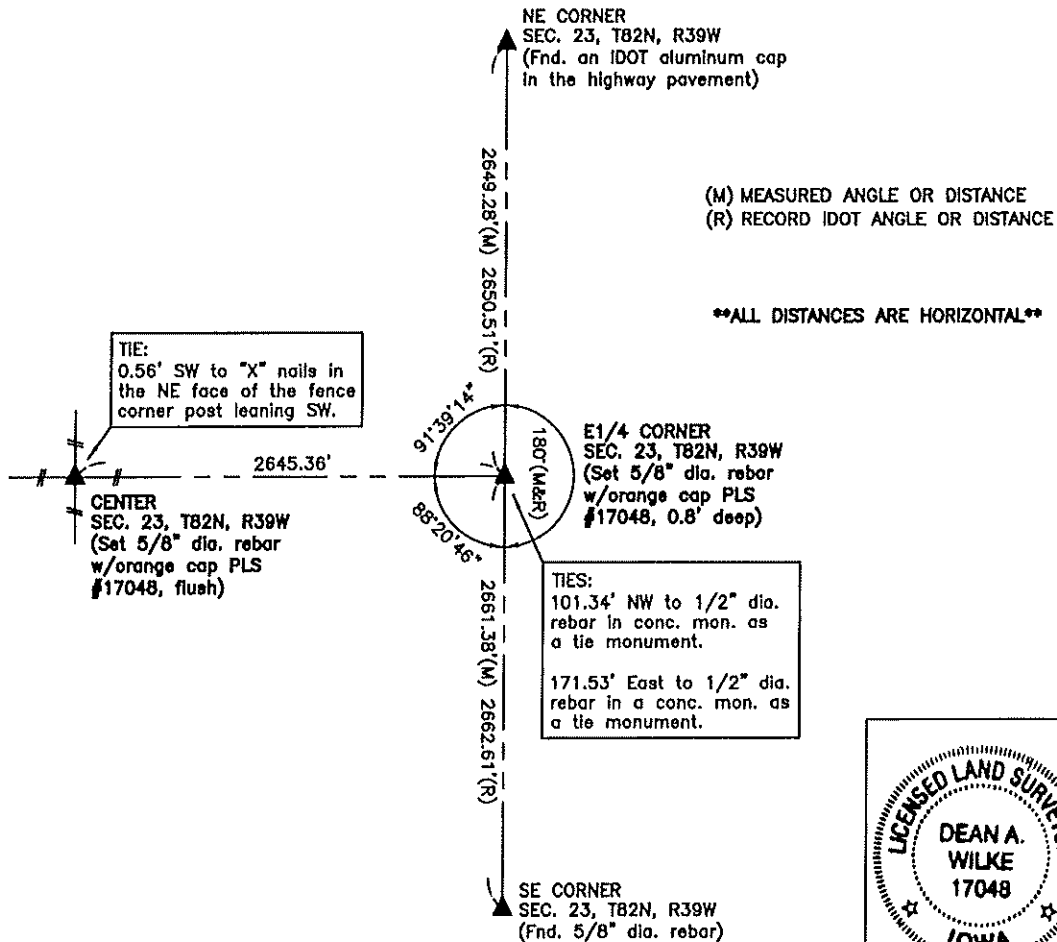 NE CORNER
SEC. 23, T82N, R39W
(Fnd. an IDOT aluminum cap
in the highway pavement)
2649.28'(M) 2650.51'(R)
(M) MEASURED ANGLE OR DISTANCE
(R) RECORD IDOT ANGLE OR DISTANCE
**ALL DISTANCES ARE HORIZONTAL**
TIE:
0.56' SW to "X" nails in
the NE face of the fence
corner post leaning SW.
91°39'14"
180°(M&R)
E1/4 CORNER
SEC. 23, T82N, R39W
(Set 5/8" dia. rebar
w/orange cap PLS
#17048, 0.8' deep)
2645.36'
CENTER
SEC. 23, T82N, R39W
(Set 5/8" dia. rebar
w/orange cap PLS
#17048, flush)
88°20'46"
TIES:
101.34' NW to 1/2" dia.
rebar in conc. mon. as
a tie monument.
171.53' East to 1/2" dia.
rebar in a conc. mon. as
a tie monument.
2661.38'(M) 2662.61'(R)
SE CORNER
SEC. 23, T82N, R39W
(Fnd. 5/8" dia. rebar)
LICENSED LAND SURVEYO
DEAN A.
WILKE
17048
IOWA